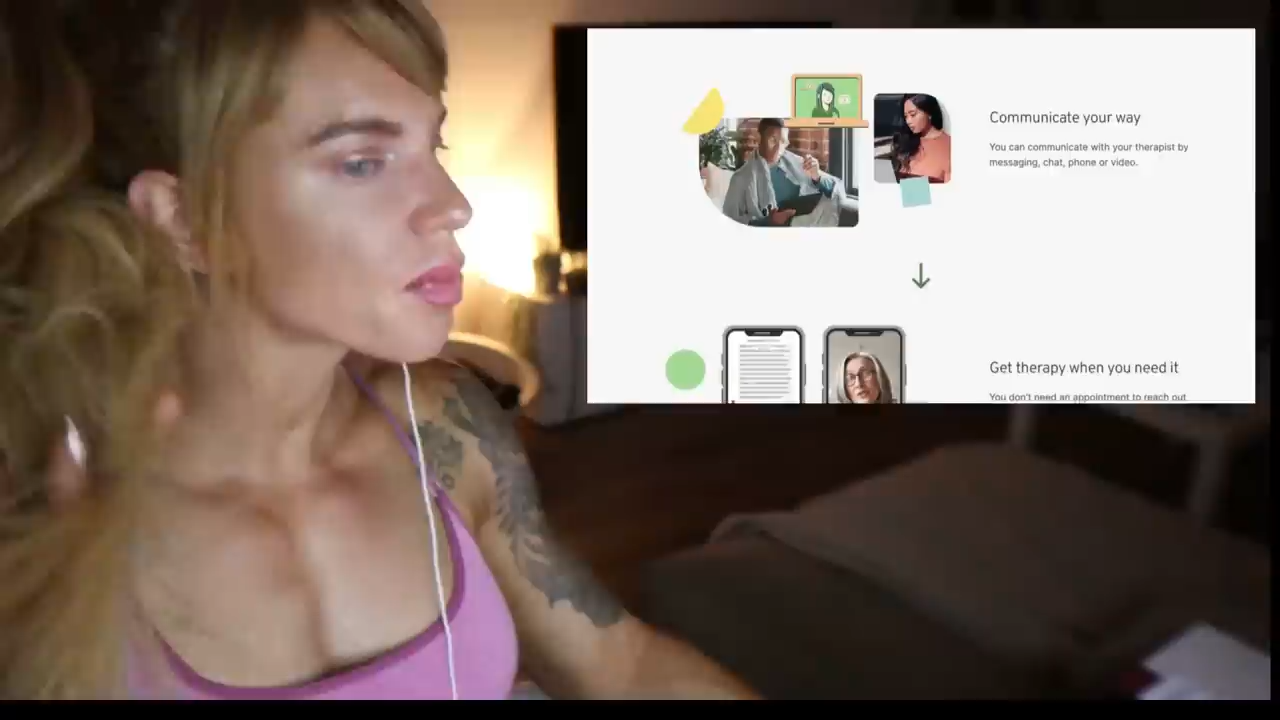 Communicate your way
You can communicate with your therapist by
messaging, chat, phone or video.
Get therapy when you need it
You don't need an appointment to reach out